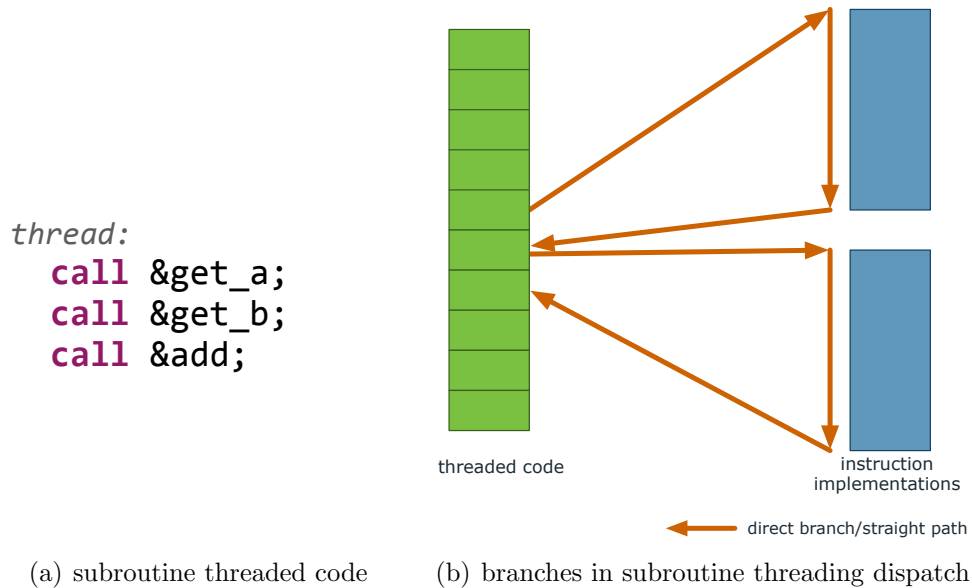 thread:
call &get_a;
call &get_b;
call &add;
threaded code
instruction
implementations
direct branch/straight path
(a) subroutine threaded code
(b) branches in subroutine threading dispatch